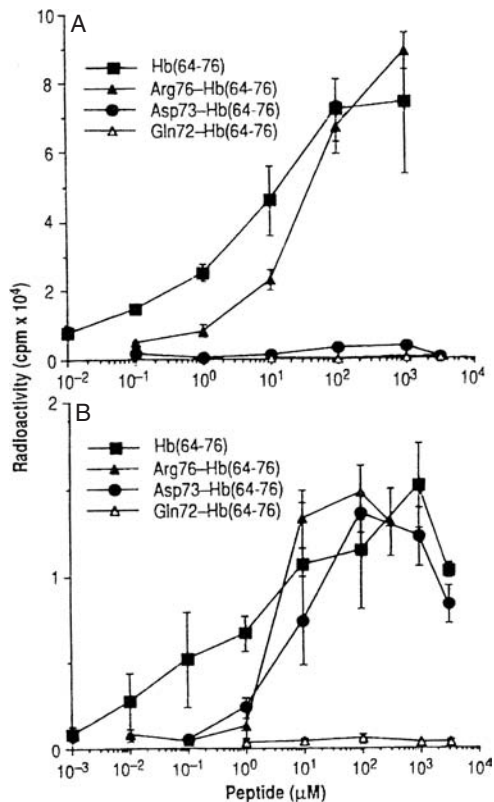 A
10
8
6
4
2
0
Hb(64-76)
Arg76–Hb(64-76)
Asp73–Hb(64-76)
Gln72–Hb(64-76)
10⁻² 10⁻¹ 10⁰ 10¹ 10² 10³ 10⁴
Radioactivity (cpm x 10⁴)
B
2
1
0
Hb(64-76)
Arg76–Hb(64-76)
Asp73–Hb(64-76)
Gln72–Hb(64-76)
10⁻³ 10⁻² 10⁻¹ 10⁰ 10¹ 10² 10³ 10⁴
Peptide (μM)